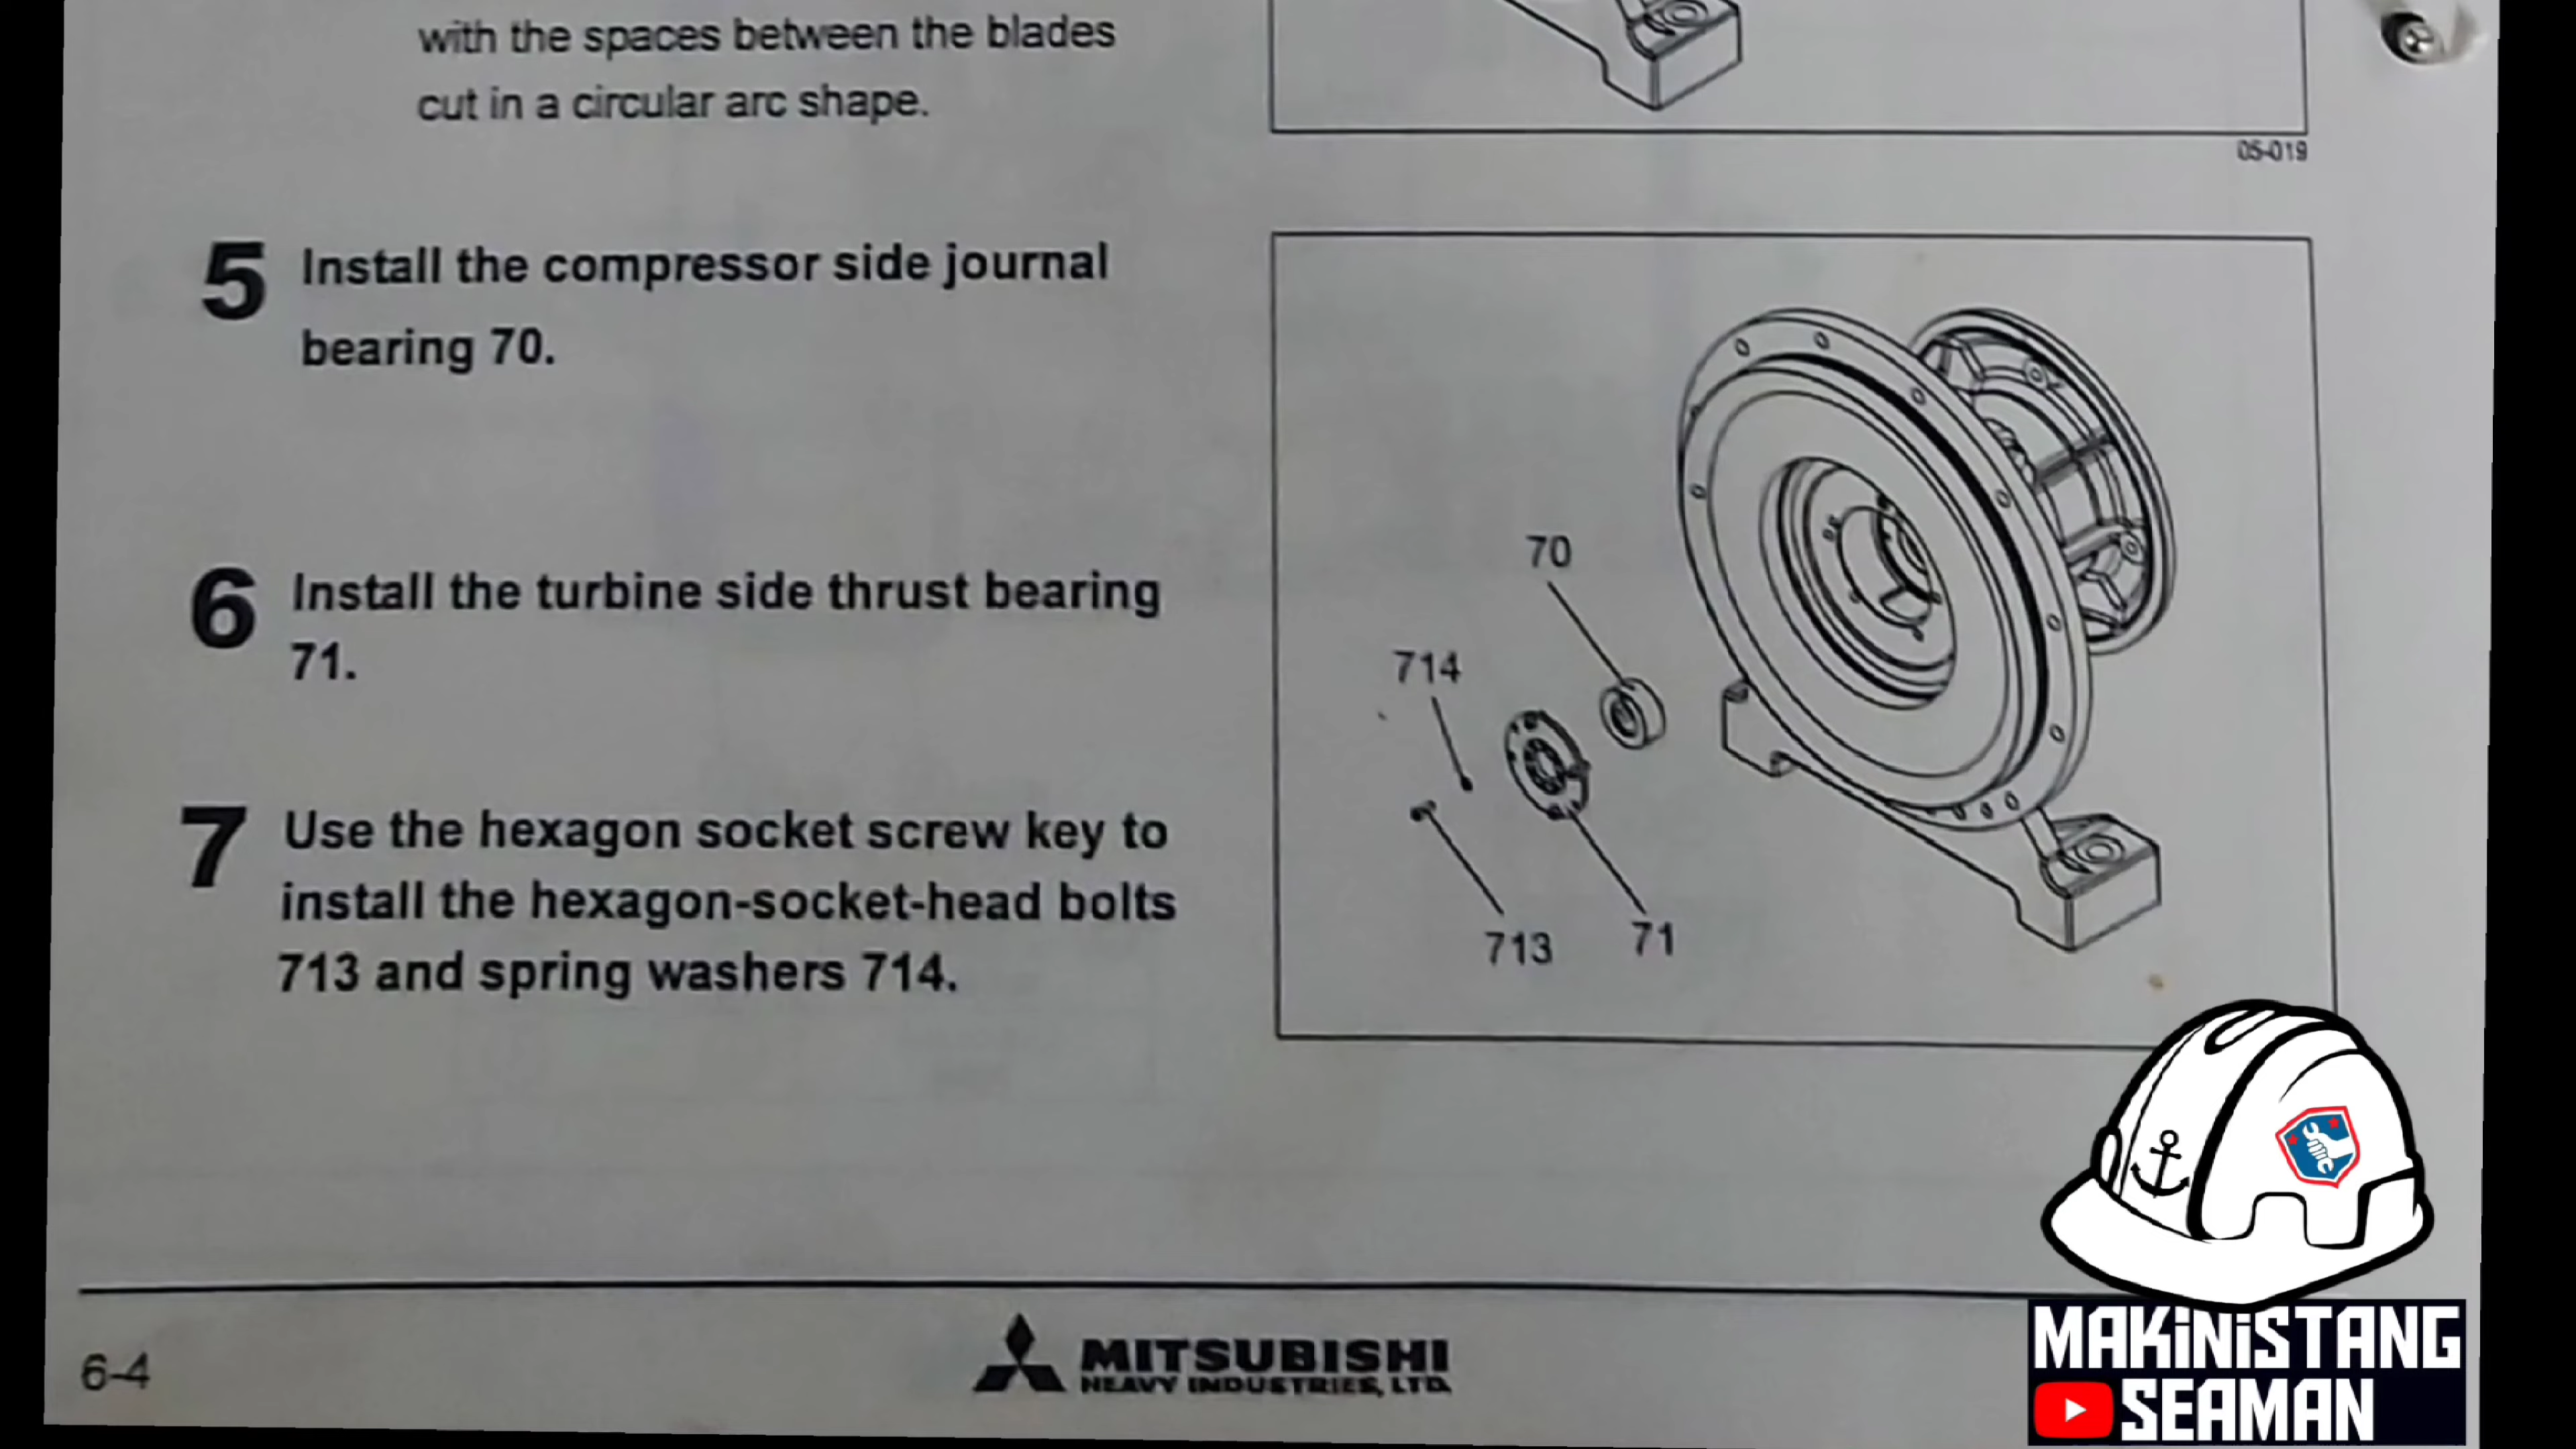 with the spaces between the blades
cut in a circular arc shape.
05-019
5 Install the compressor side journal
bearing 70.
6 Install the turbine side thrust bearing
71.
7 Use the hexagon socket screw key to
install the hexagon-socket-head bolts
713 and spring washers 714.
70
714
713
71
6-4
MITSUBISHI
HEAVY INDUSTRIES, LTD.
MAKiNiSTANG
SEAMAN